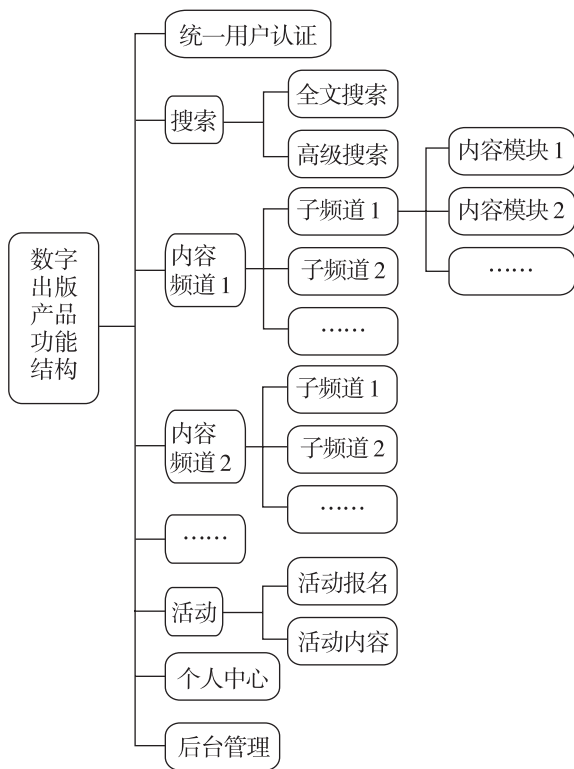 数字
出版
产品
功能
结构
统一用户认证
搜索
全文搜索
高级搜索
内容
频道1
子频道1
内容模块1
内容模块2
……
子频道2
……
内容
频道2
子频道1
子频道2
……
……
活动
活动报名
活动内容
个人中心
后台管理